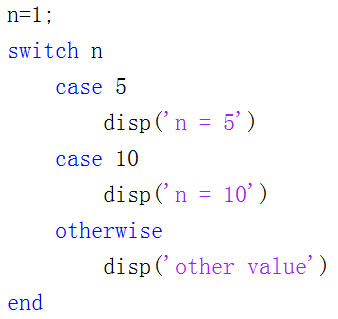 n=1;
switch n
    case 5
        disp('n = 5')
    case 10
        disp('n = 10')
    otherwise
        disp('other value')
end